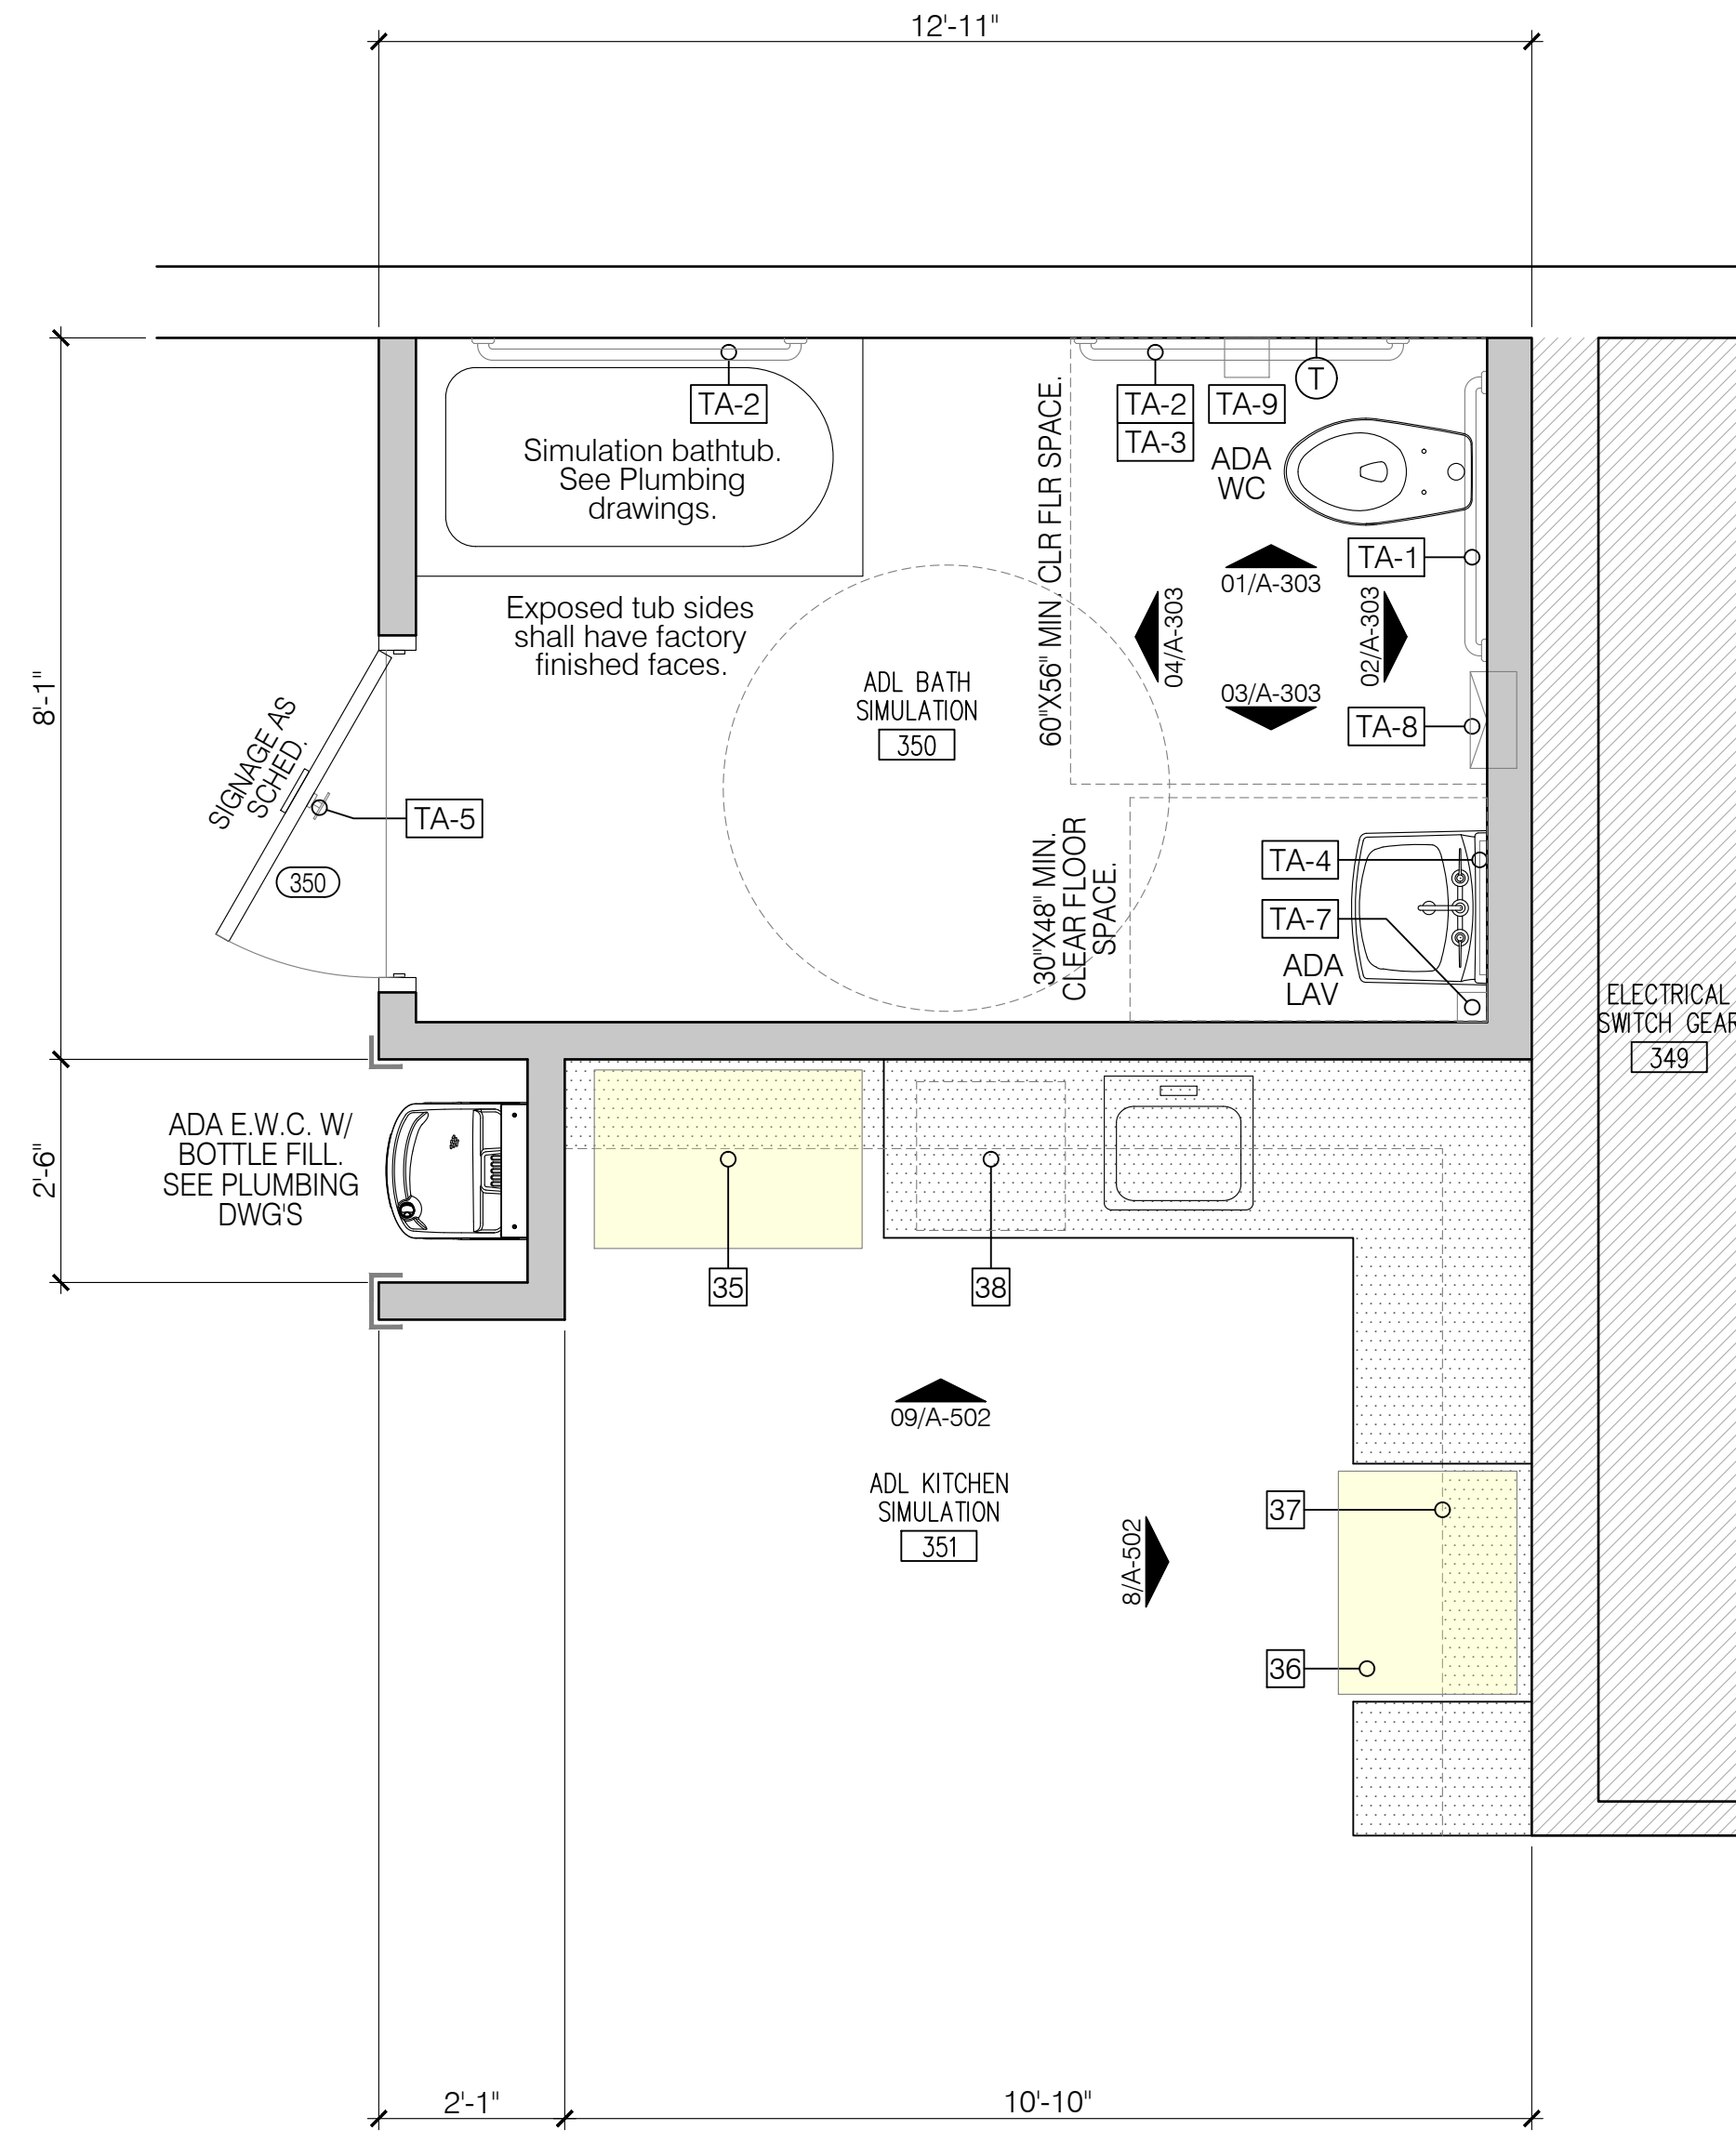 12'-11"
TA-2
TA-2
TA-3
TA-9
T
Simulation bathtub.
See Plumbing
drawings.
60"X56" MIN. CLR FLR SPACE.
ADA
WC
TA-1
01/A-303
04/A-303
02/A-303
03/A-303
TA-8
Exposed tub sides
shall have factory
finished faces.
ADL BATH
SIMULATION
350
8'-1"
SIGNAGE AS
SCHED.
TA-5
350
30"X48" MIN.
CLEAR FLOOR
SPACE.
TA-4
TA-7
ADA
LAV
ELECTRICAL
SWITCH GEAR
349
2'-6"
ADA E.W.C. W/
BOTTLE FILL.
SEE PLUMBING
DWG'S
35
38
09/A-502
ADL KITCHEN
SIMULATION
351
8/A-502
37
36
2'-1"
10'-10"